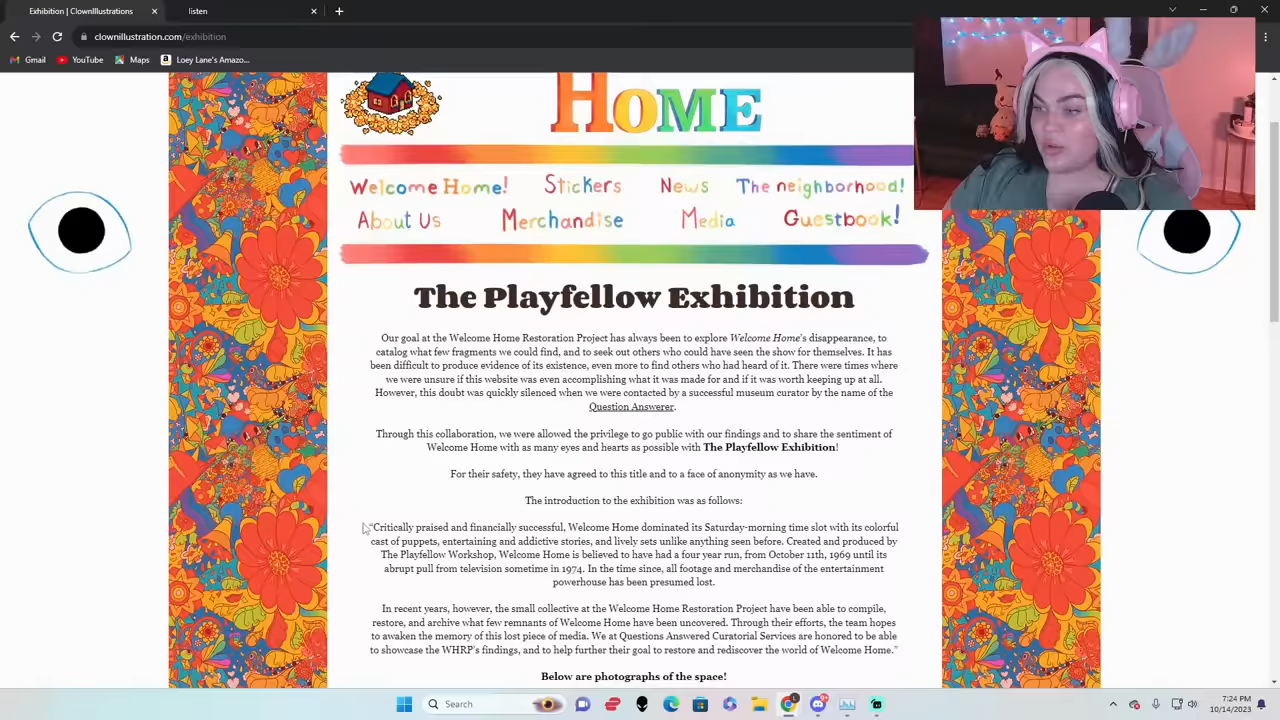 Exhibition | Clownillustrations
listen
clownillustration.com/exhibition
Gmail YouTube Maps Loey Lane's Amazo...
HOME
Welcome Home! Stickers News The neighborhood!
About Us Merchandise Media Guestbook!
The Playfellow Exhibition
Our goal at the Welcome Home Restoration Project has always been to explore Welcome Home's disappearance, to
catalog what few fragments we could find, and to seek out others who could have seen the show for themselves. It has
been difficult to produce evidence of its existence, even more to find others who had heard of it. There were times where
we were unsure if this website was even accomplishing what it was made for and if it was worth keeping up at all.
However, this doubt was quickly silenced when we were contacted by a successful museum curator by the name of the
Question Answerer.
Through this collaboration, we were allowed the privilege to go public with our findings and to share the sentiment of
Welcome Home with as many eyes and hearts as possible with The Playfellow Exhibition!
For their safety, they have agreed to this title and to a face of anonymity as we have.
The introduction to the exhibition was as follows:
"Critically praised and financially successful, Welcome Home dominated its Saturday-morning time slot with its colorful
cast of puppets, entertaining and addictive stories, and lively sets unlike anything seen before. Created and produced by
The Playfellow Workshop, Welcome Home is believed to have had a four year run, from October 11th, 1969 until its
abrupt pull from television sometime in 1974. In the time since, all footage and merchandise of the entertainment
powerhouse has been presumed lost.
In recent years, however, the small collective at the Welcome Home Restoration Project have been able to compile,
restore, and archive what few remnants of Welcome Home have been uncovered. Through their efforts, the team hopes
to awaken the memory of this lost piece of media. We at Questions Answered Curatorial Services are honored to be able
to showcase the WHRP's findings, and to help further their goal to restore and rediscover the world of Welcome Home."
Below are photographs of the space!
Search
7:24 PM
10/14/2023